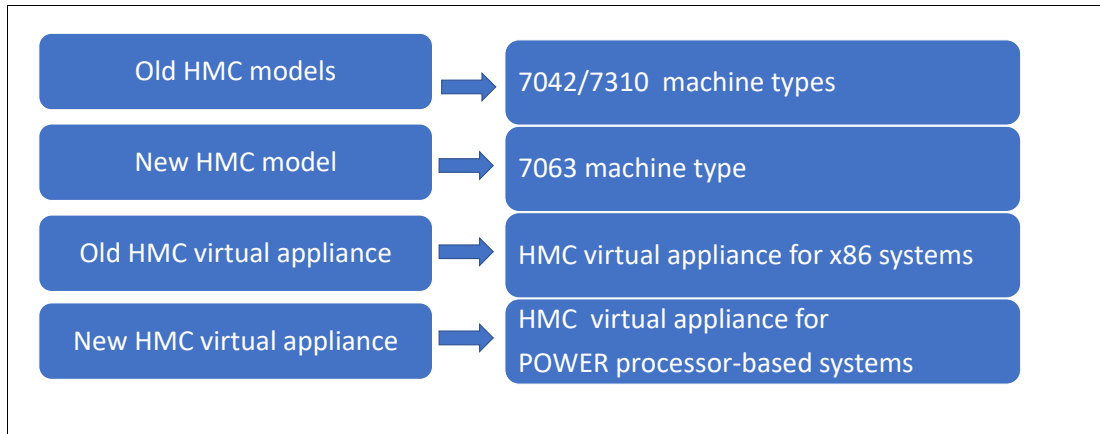 Old HMC models
7042/7310  machine types
New HMC model
7063 machine type
Old HMC virtual appliance
HMC virtual appliance for x86 systems
New HMC virtual appliance
HMC  virtual appliance for
POWER processor-based systems